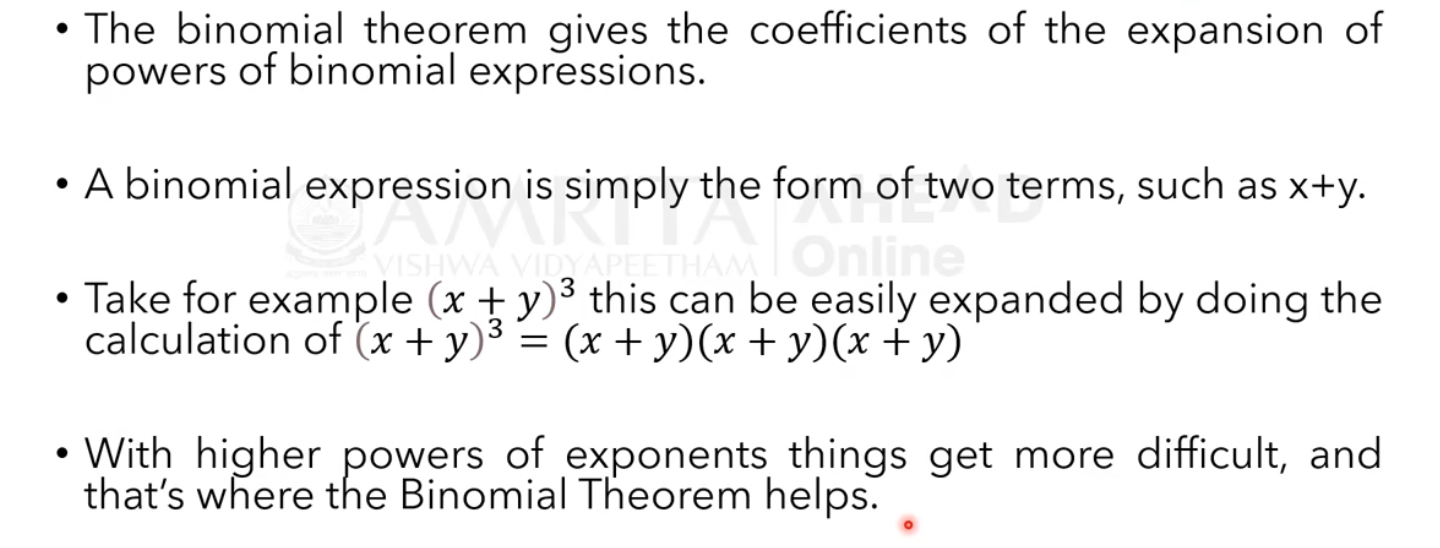 • The binomial theorem gives the coefficients of the expansion of
powers of binomial expressions.
• A binomial expression is simply the form of two terms, such as x+y.
AMRITA AHEAD
VISHWA VIDYAPEETHAM Online
• Take for example (x + y)³ this can be easily expanded by doing the
calculation of (x + y)³ = (x + y)(x + y)(x + y)
• With higher powers of exponents things get more difficult, and
that's where the Binomial Theorem helps.